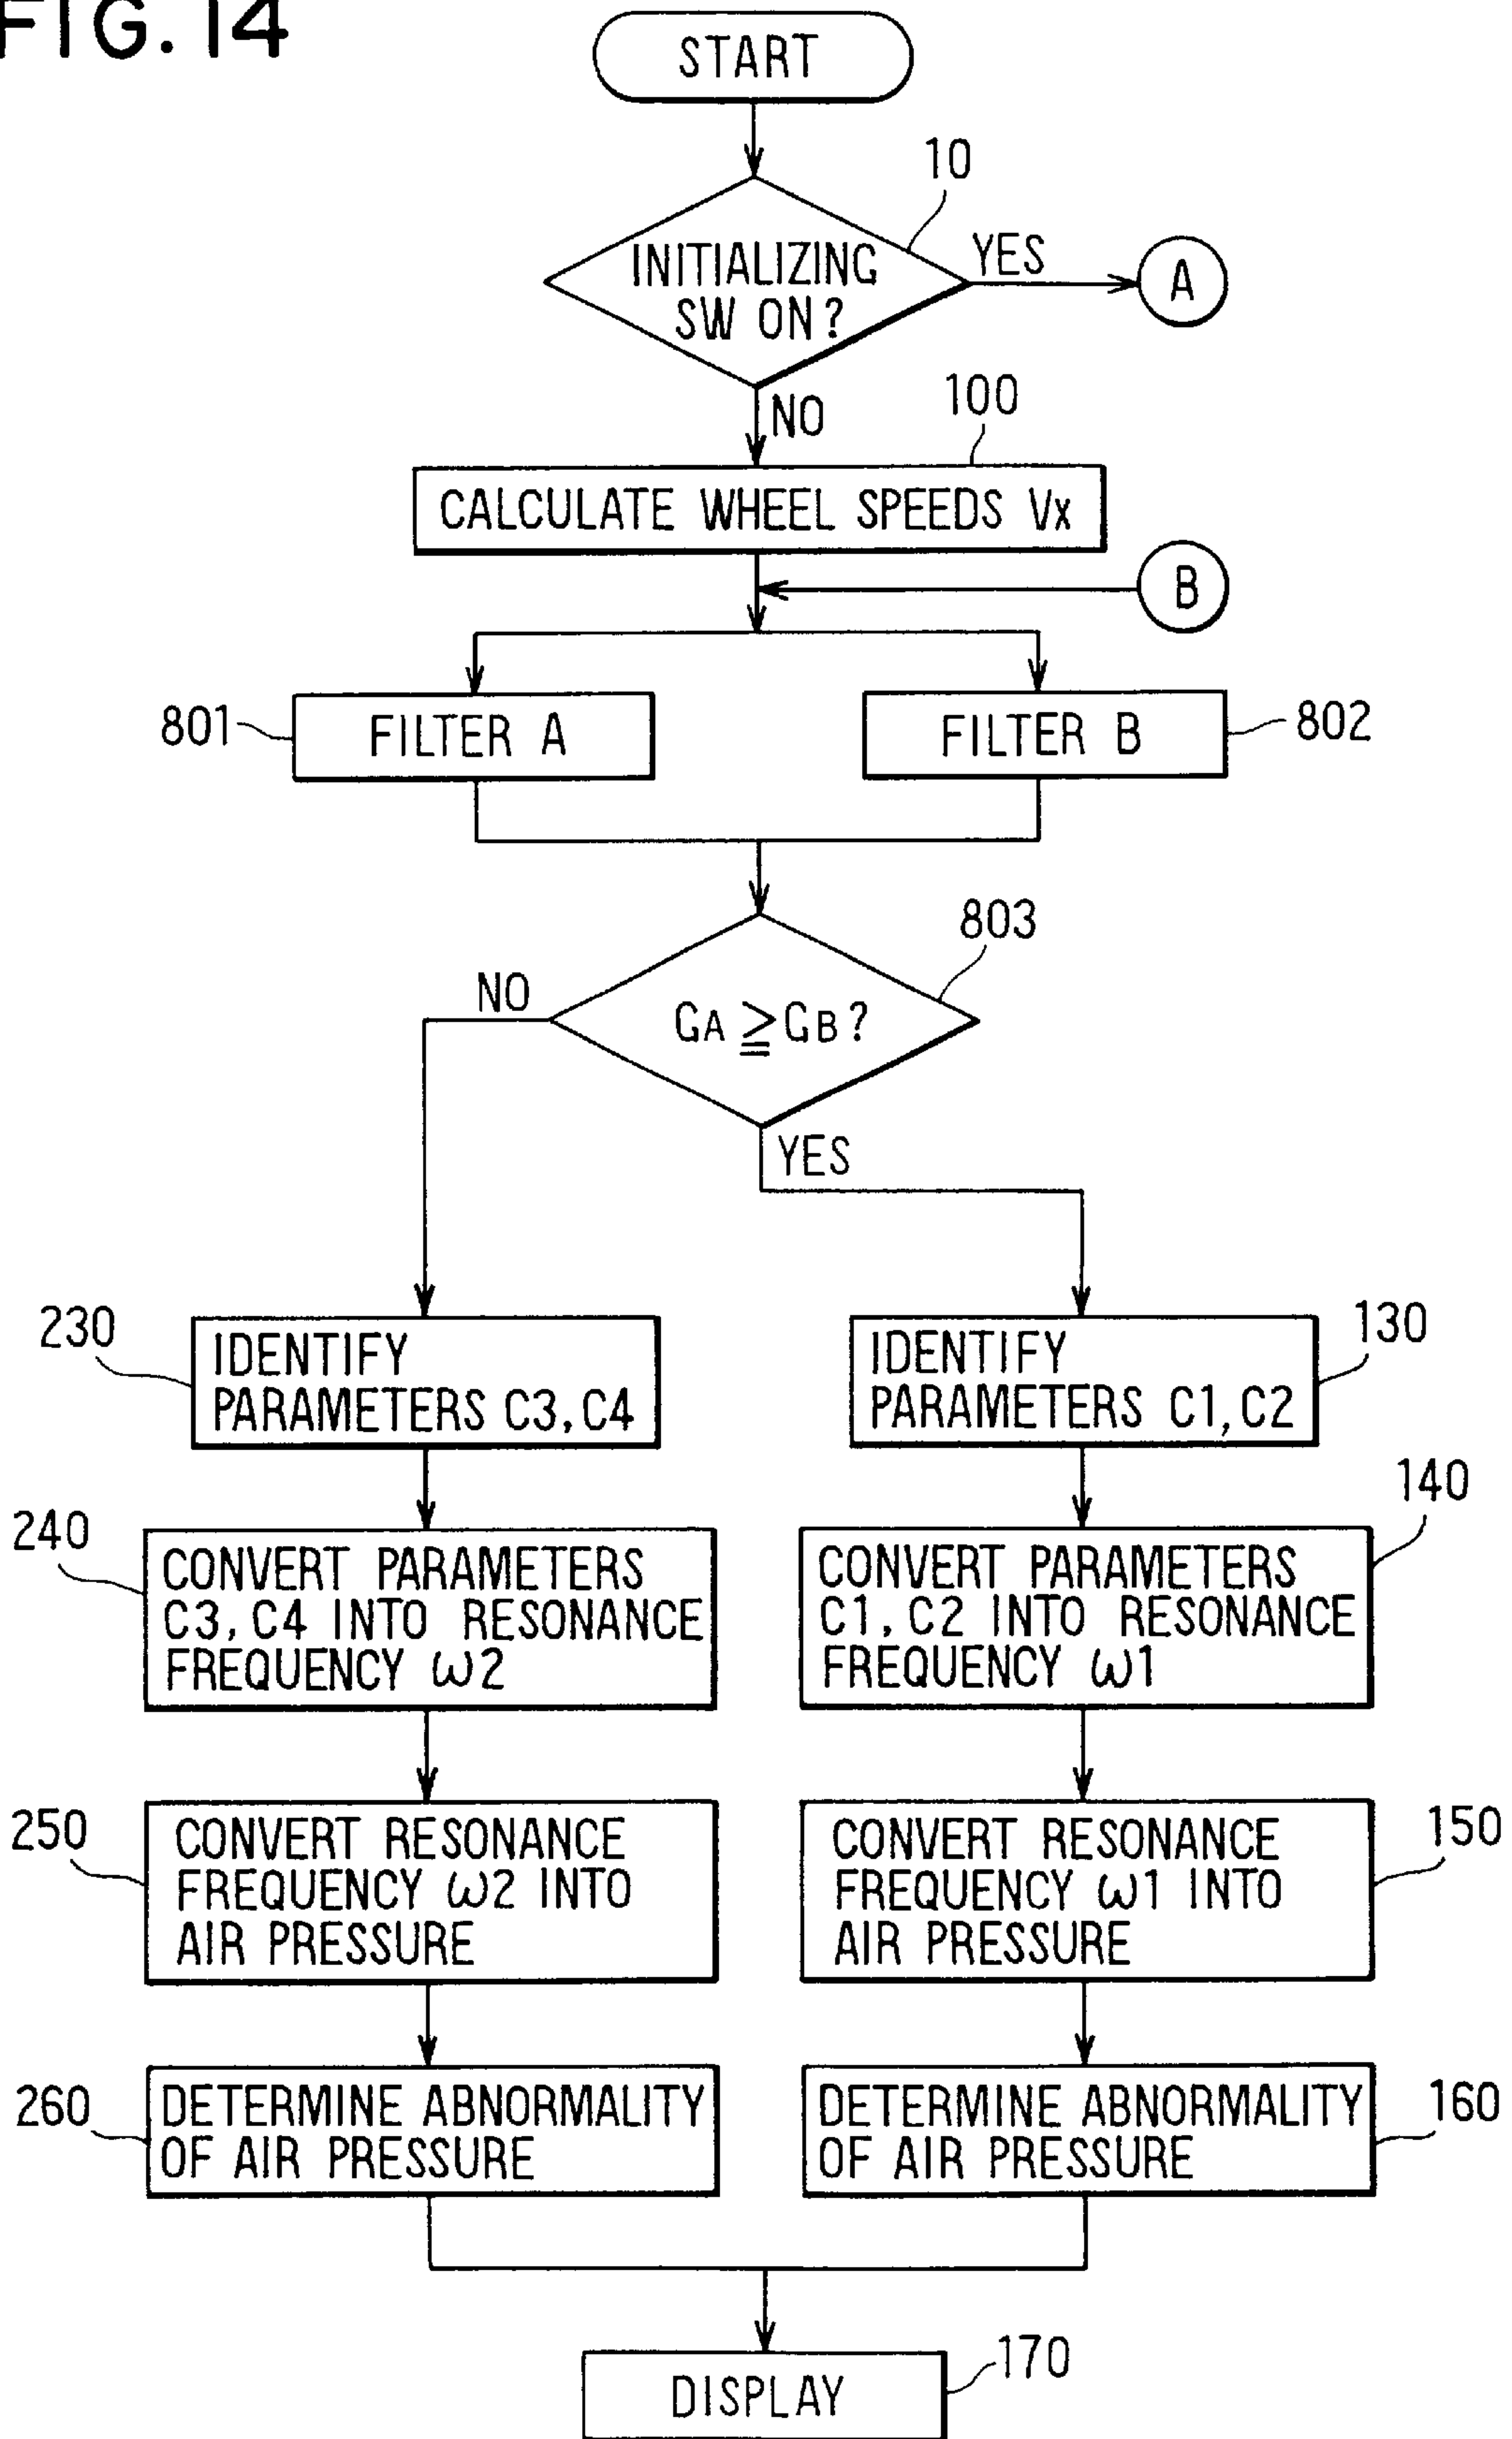 FIG. 14
START
10
INITIALIZING
SW ON?
YES
A
NO
100
CALCULATE WHEEL SPEEDS Vx
B
801
FILTER A
FILTER B
802
803
NO
GA ≧ GB?
YES
230
IDENTIFY
PARAMETERS C3, C4
IDENTIFY
PARAMETERS C1, C2
130
240
CONVERT PARAMETERS
C3, C4 INTO RESONANCE
FREQUENCY ω2
CONVERT PARAMETERS
C1, C2 INTO RESONANCE
FREQUENCY ω1
140
250
CONVERT RESONANCE
FREQUENCY ω2 INTO
AIR PRESSURE
CONVERT RESONANCE
FREQUENCY ω1 INTO
AIR PRESSURE
150
260
DETERMINE ABNORMALITY
OF AIR PRESSURE
DETERMINE ABNORMALITY
OF AIR PRESSURE
160
DISPLAY
170